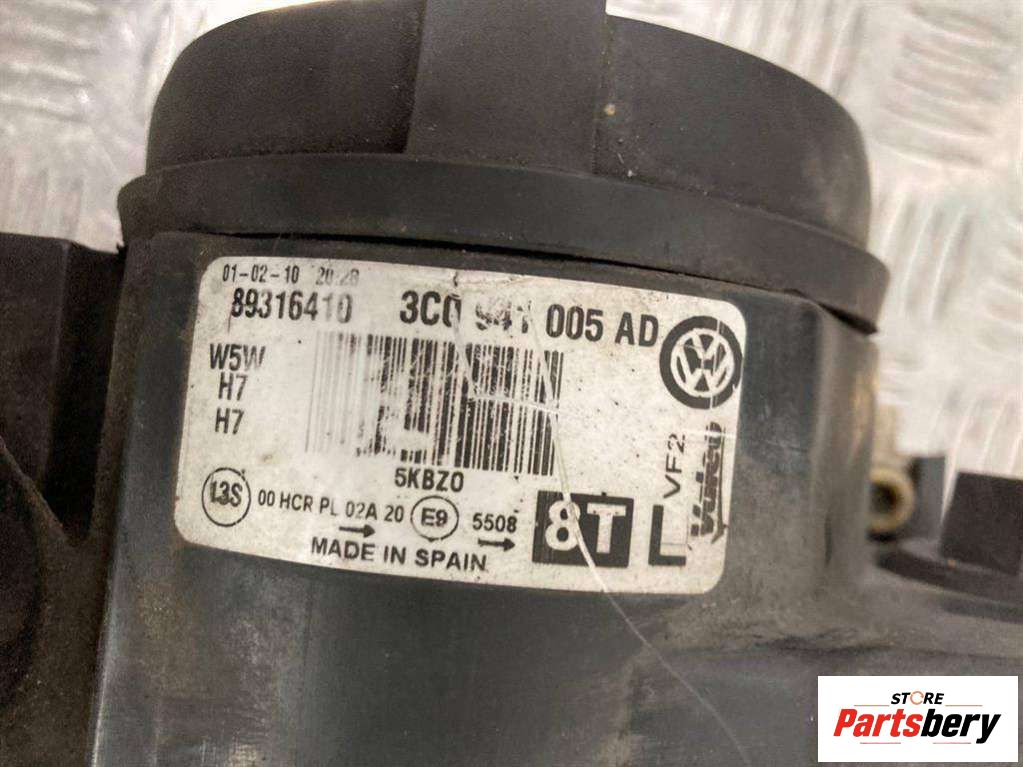 01-02-10 20:28
89316410 3C0 941 005 AD
W5W
H7
H7
VF2
Valeo
5KBZ0
13S 00 HCR PL 02A 20 E9 5508 8T L
MADE IN SPAIN
STORE
Partsbery